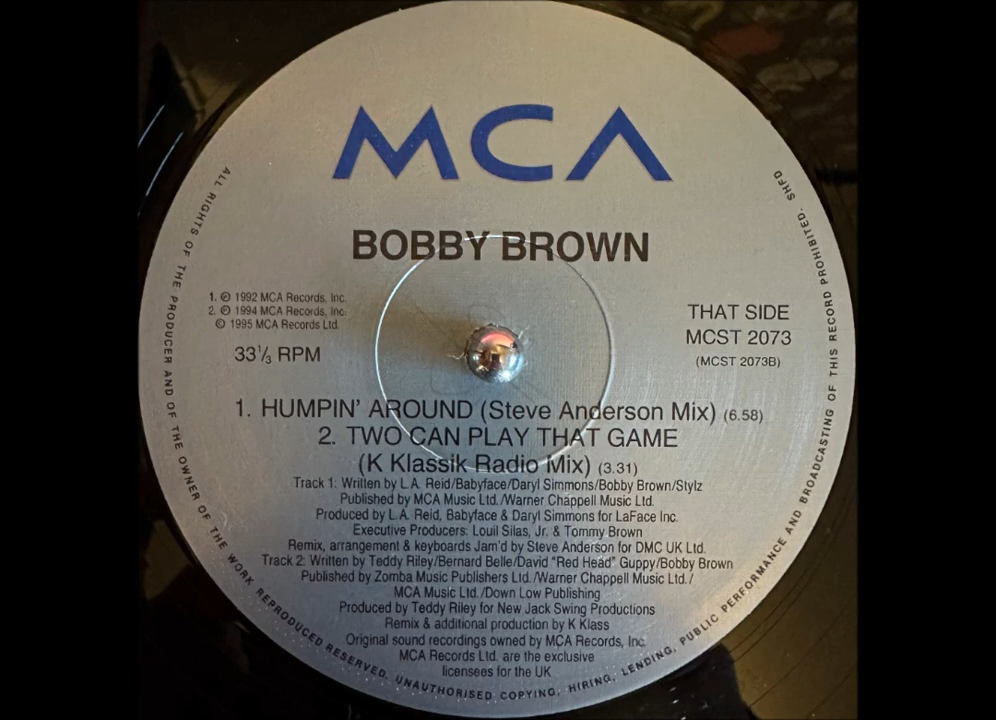 MCA
BOBBY BROWN
1. ℗ 1992 MCA Records, Inc.
2. ℗ 1994 MCA Records, Inc.
© 1995 MCA Records Ltd.
33⅓ RPM
THAT SIDE
MCST 2073
(MCST 2073B)
1. HUMPIN' AROUND (Steve Anderson Mix) (6.58)
2. TWO CAN PLAY THAT GAME
(K Klassik Radio Mix) (3.31)
Track 1: Written by L.A. Reid/Babyface/Daryl Simmons/Bobby Brown/Stylz
Published by MCA Music Ltd./Warner Chappell Music Ltd.
Produced by L.A. Reid, Babyface & Daryl Simmons for LaFace Inc.
Executive Producers: Louil Silas, Jr. & Tommy Brown
Remix, arrangement & keyboards Jam'd by Steve Anderson for DMC UK Ltd.
Track 2: Written by Teddy Riley/Bernard Belle/David "Red Head" Guppy/Bobby Brown
Published by Zomba Music Publishers Ltd./Warner Chappell Music Ltd./
MCA Music Ltd./Down Low Publishing
Produced by Teddy Riley for New Jack Swing Productions
Remix & additional production by K Klass
Original sound recordings owned by MCA Records, Inc.
MCA Records Ltd. are the exclusive
licensees for the UK
ALL RIGHTS OF THE PRODUCER AND OF THE OWNER OF THE WORK REPRODUCED RESERVED. UNAUTHORISED COPYING, HIRING, LENDING, PUBLIC PERFORMANCE AND BROADCASTING OF THIS RECORD PROHIBITED. SHFD